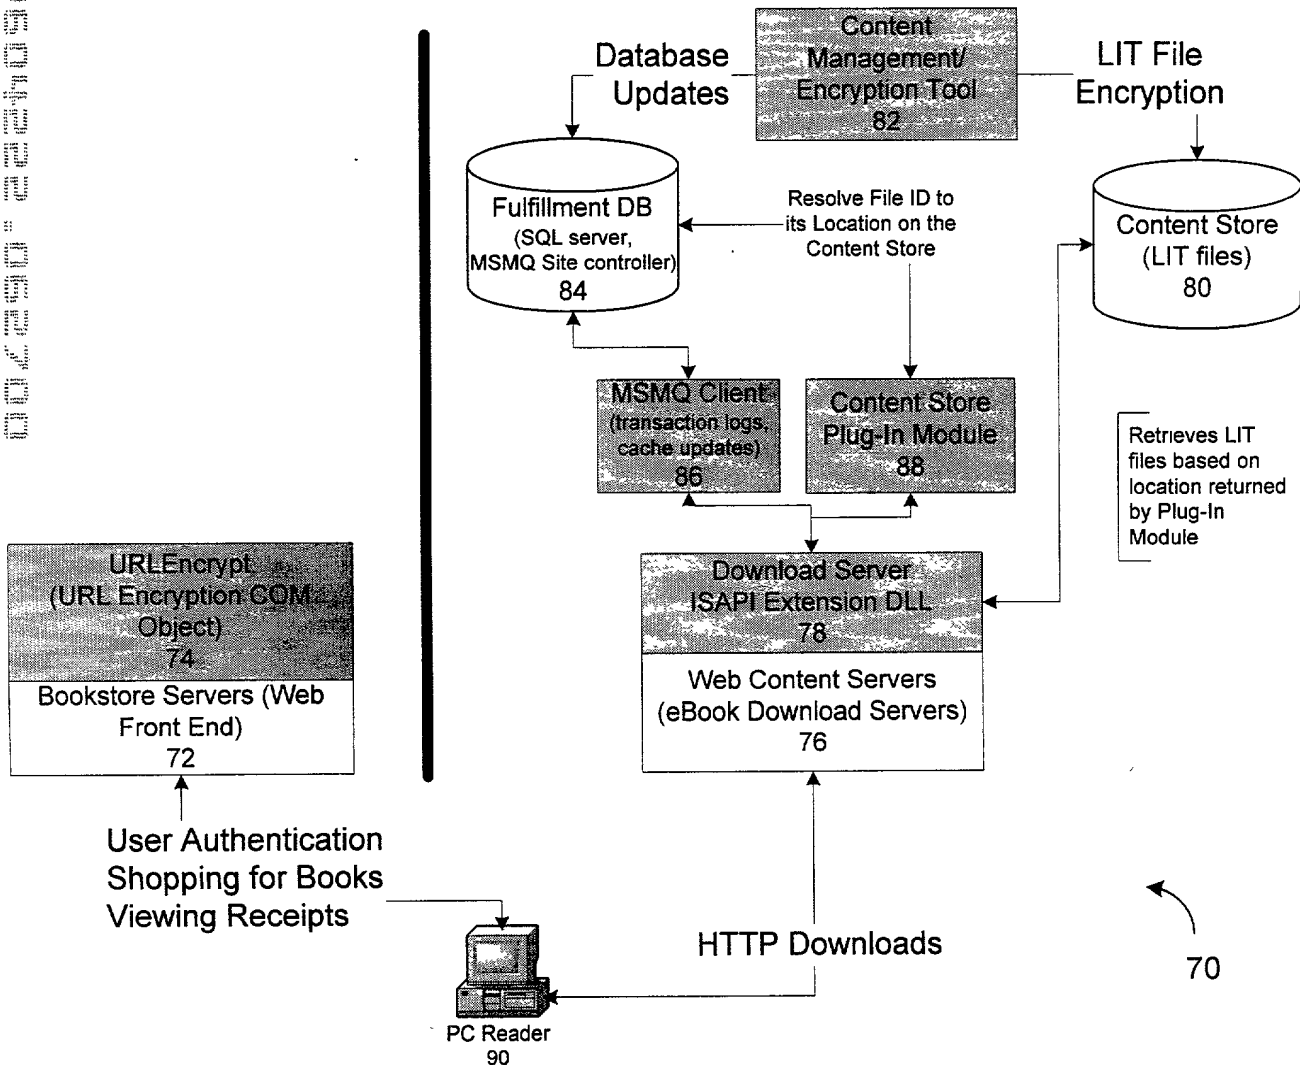 Content
Management/
Encryption Tool
82
Database
Updates
LIT File
Encryption
Fulfillment DB
(SQL server,
MSMQ Site controller)
84
Resolve File ID to
its Location on the
Content Store
Content Store
(LIT files)
80
MSMQ Client
(transaction logs,
cache updates)
86
Content Store
Plug-In Module
88
Retrieves LIT
files based on
location returned
by Plug-In
Module
URLEncrypt
(URL Encryption COM
Object)
74
Bookstore Servers (Web
Front End)
72
Download Server
ISAPI Extension DLL
78
Web Content Servers
(eBook Download Servers)
76
User Authentication
Shopping for Books
Viewing Receipts
HTTP Downloads
70
PC Reader
90